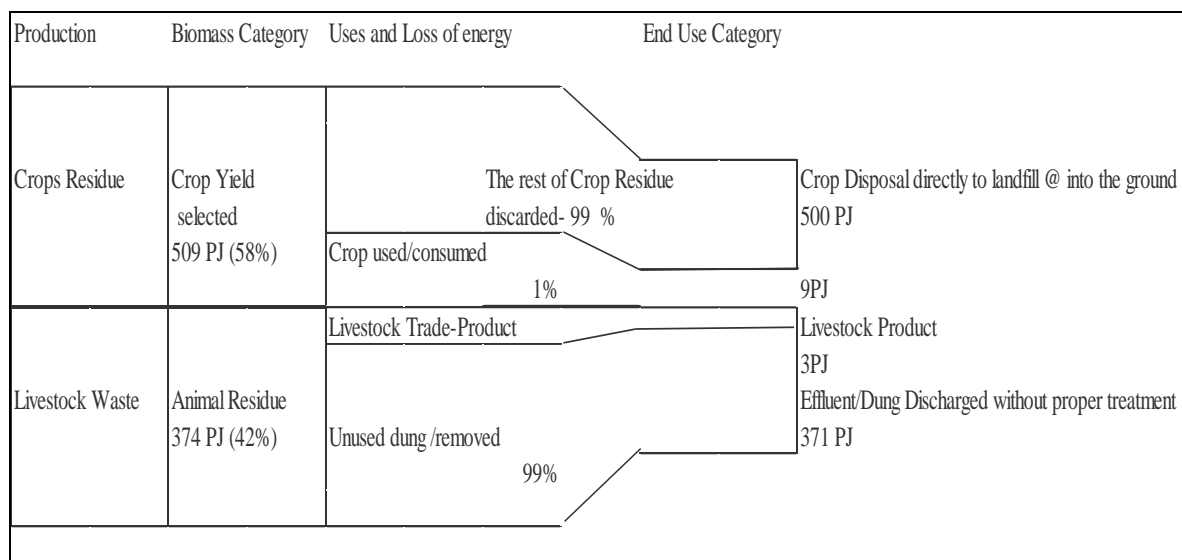 Production Biomass Category Uses and Loss of energy End Use Category
Crops Residue Crop Yield The rest of Crop Residue Crop Disposal directly to landfill @ into the ground
selected discarded- 99 % 500 PJ
509 PJ (58%) Crop used/consumed
1% 9PJ
Livestock Trade-Product Livestock Product
3PJ
Livestock Waste Animal Residue Effluent/Dung Discharged without proper treatment
374 PJ (42%) Unused dung /removed 371 PJ
99%